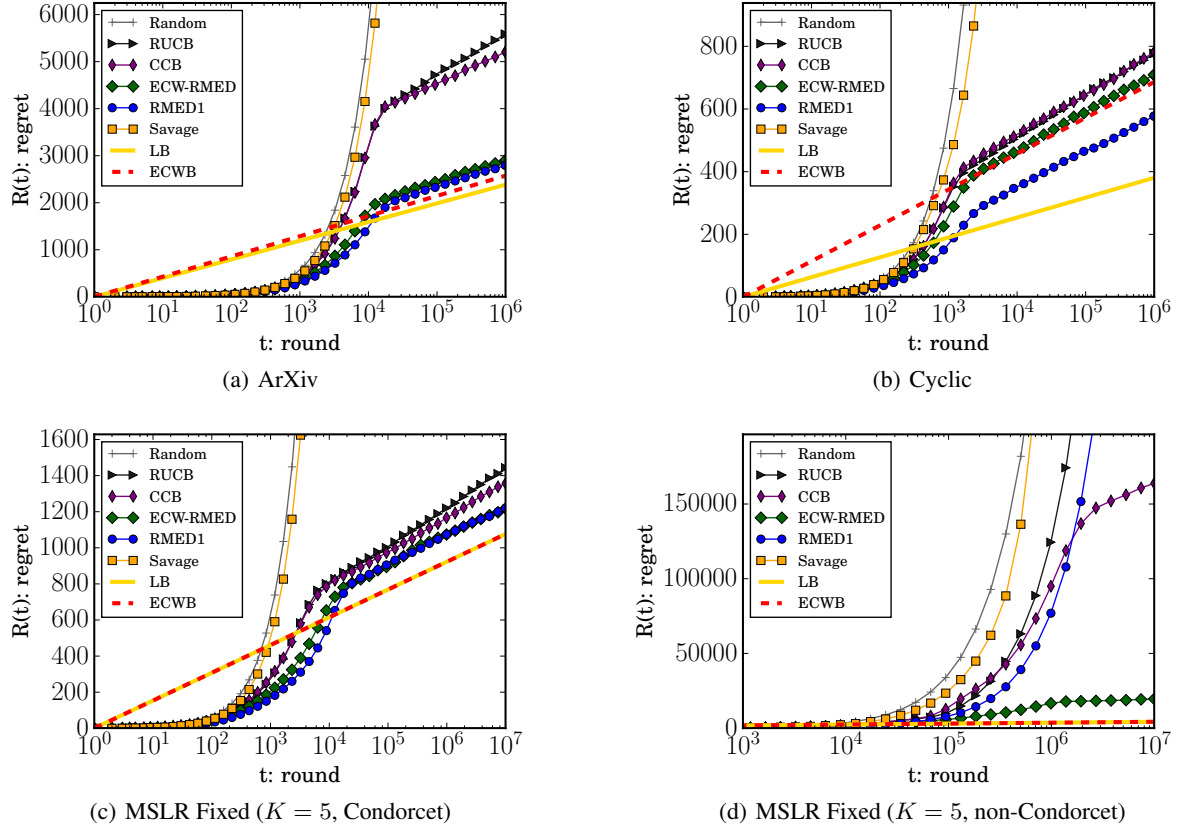 R(t): regret
6000
5000
4000
3000
2000
1000
0
Random
RUCB
CCB
ECW-RMED
RMED1
Savage
LB
ECWB
10^0 10^1 10^2 10^3 10^4 10^5 10^6
t: round
(a) ArXiv
R(t): regret
800
600
400
200
0
Random
RUCB
CCB
ECW-RMED
RMED1
Savage
LB
ECWB
10^0 10^1 10^2 10^3 10^4 10^5 10^6
t: round
(b) Cyclic
R(t): regret
1600
1400
1200
1000
800
600
400
200
0
Random
RUCB
CCB
ECW-RMED
RMED1
Savage
LB
ECWB
10^0 10^1 10^2 10^3 10^4 10^5 10^6 10^7
t: round
(c) MSLR Fixed (K = 5, Condorcet)
R(t): regret
150000
100000
50000
0
Random
RUCB
CCB
ECW-RMED
RMED1
Savage
LB
ECWB
10^3 10^4 10^5 10^6 10^7
t: round
(d) MSLR Fixed (K = 5, non-Condorcet)